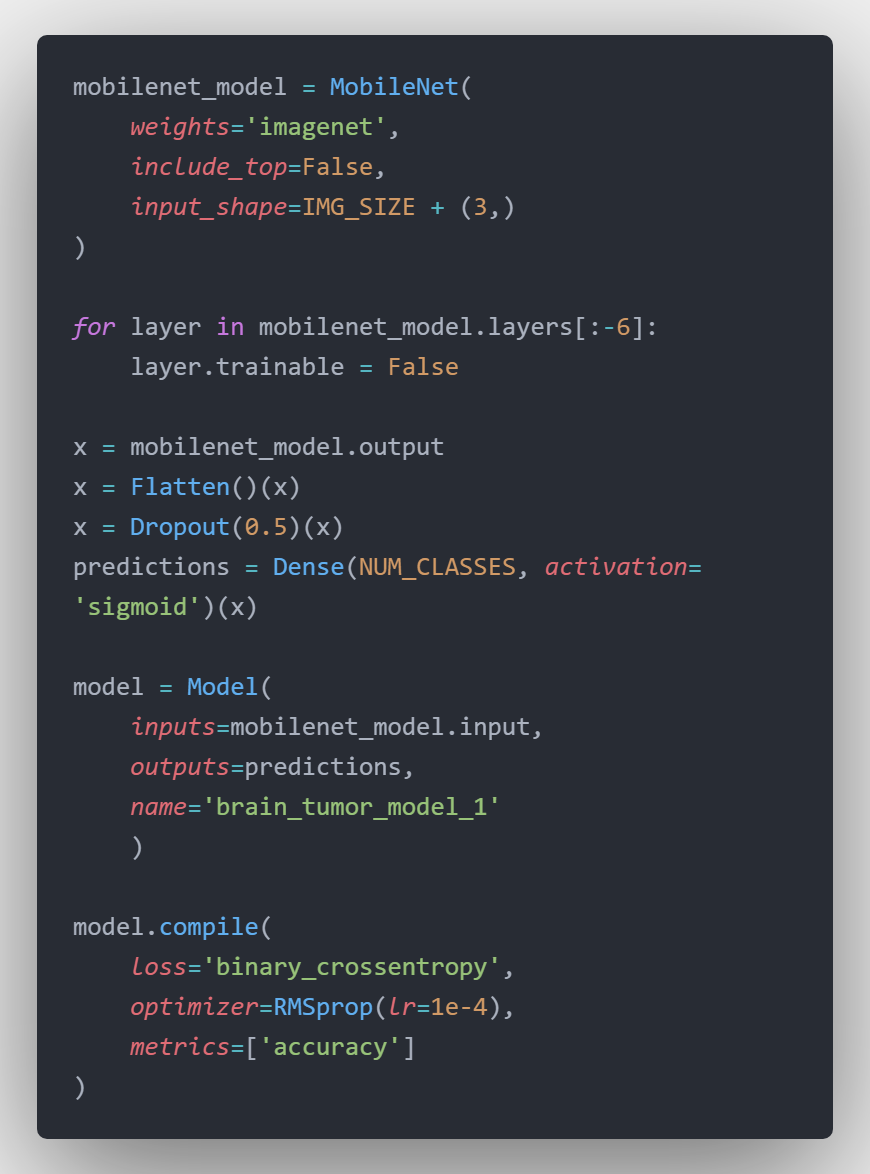 mobilenet_model = MobileNet(
    weights='imagenet',
    include_top=False,
    input_shape=IMG_SIZE + (3,)
)

for layer in mobilenet_model.layers[:-6]:
    layer.trainable = False

x = mobilenet_model.output
x = Flatten()(x)
x = Dropout(0.5)(x)
predictions = Dense(NUM_CLASSES, activation=
'sigmoid')(x)

model = Model(
    inputs=mobilenet_model.input,
    outputs=predictions,
    name='brain_tumor_model_1'
    )

model.compile(
    loss='binary_crossentropy',
    optimizer=RMSprop(lr=1e-4),
    metrics=['accuracy']
)